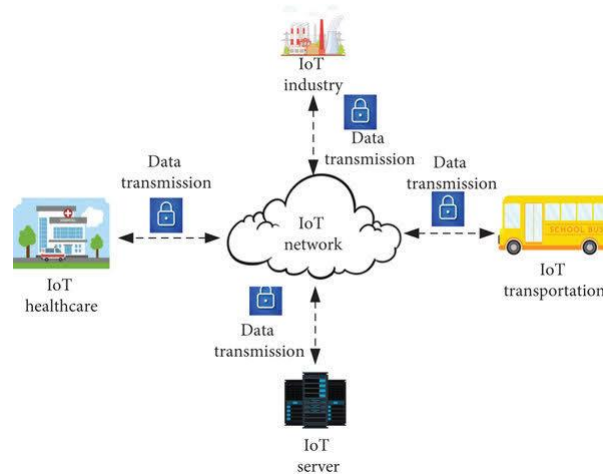 IoT
industry
Data
transmission
Data
transmission
Data
transmission
IoT
network
HOSPITAL
SCHOOL BUS
IoT
healthcare
IoT
transportation
Data
transmission
IoT
server